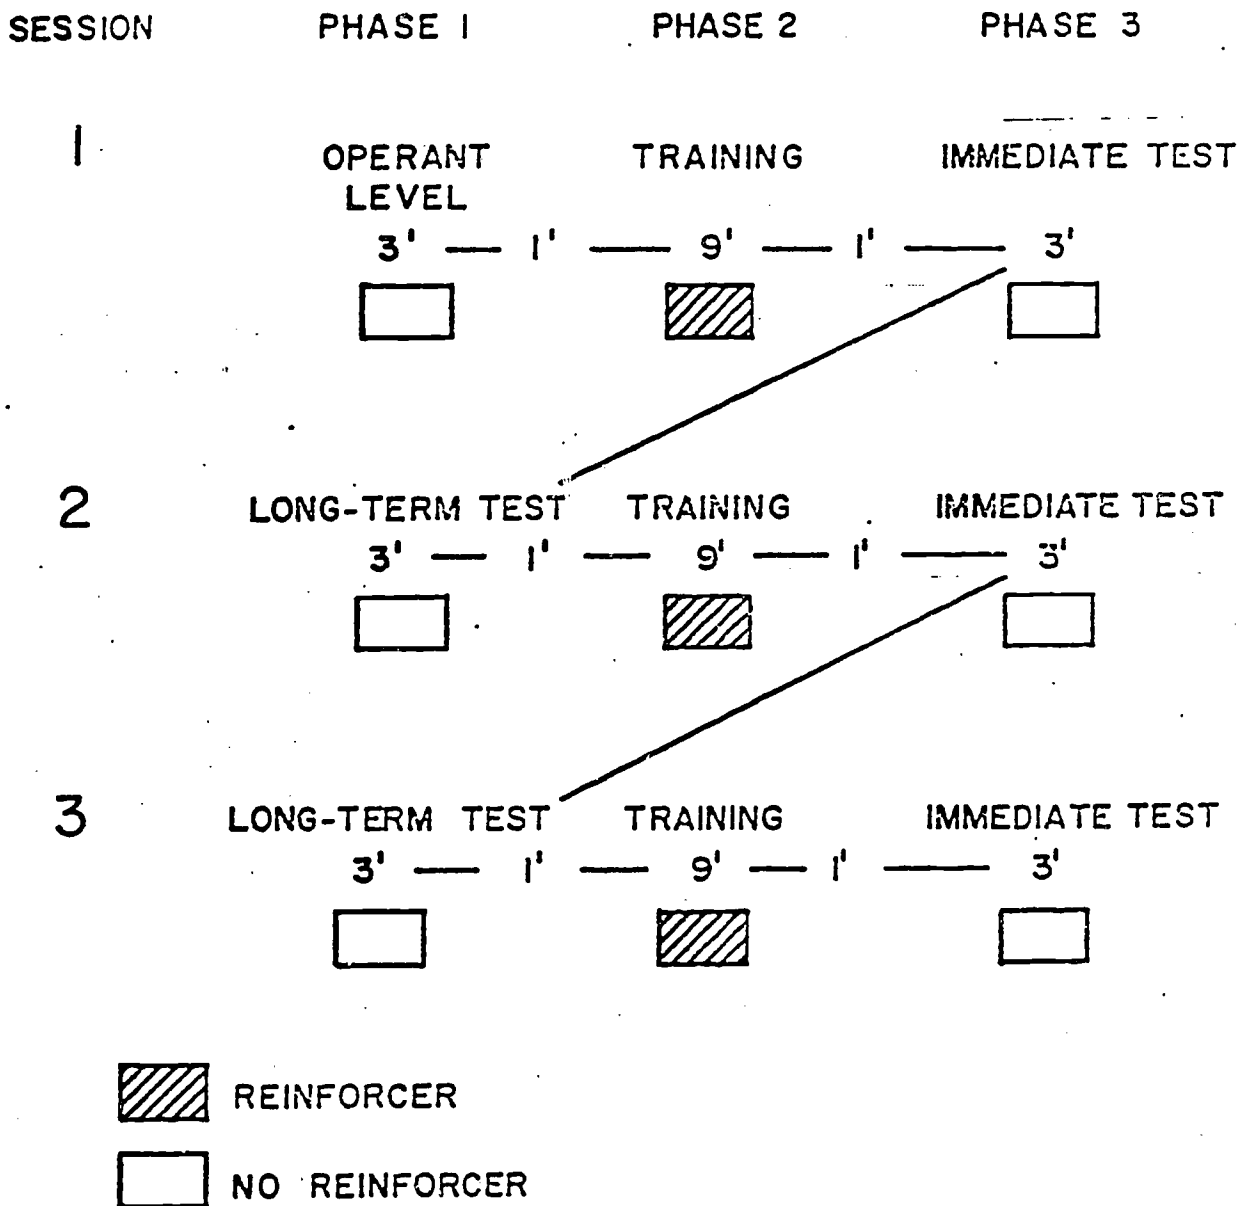 SESSION PHASE 1 PHASE 2 PHASE 3
1
OPERANT TRAINING IMMEDIATE TEST
LEVEL
3' — 1' — 9' — 1' — 3'
2 LONG-TERM TEST TRAINING IMMEDIATE TEST
3' — 1' — 9' — 1' — 3'
3 LONG-TERM TEST TRAINING IMMEDIATE TEST
3' — 1' — 9' — 1' — 3'
REINFORCER
NO REINFORCER